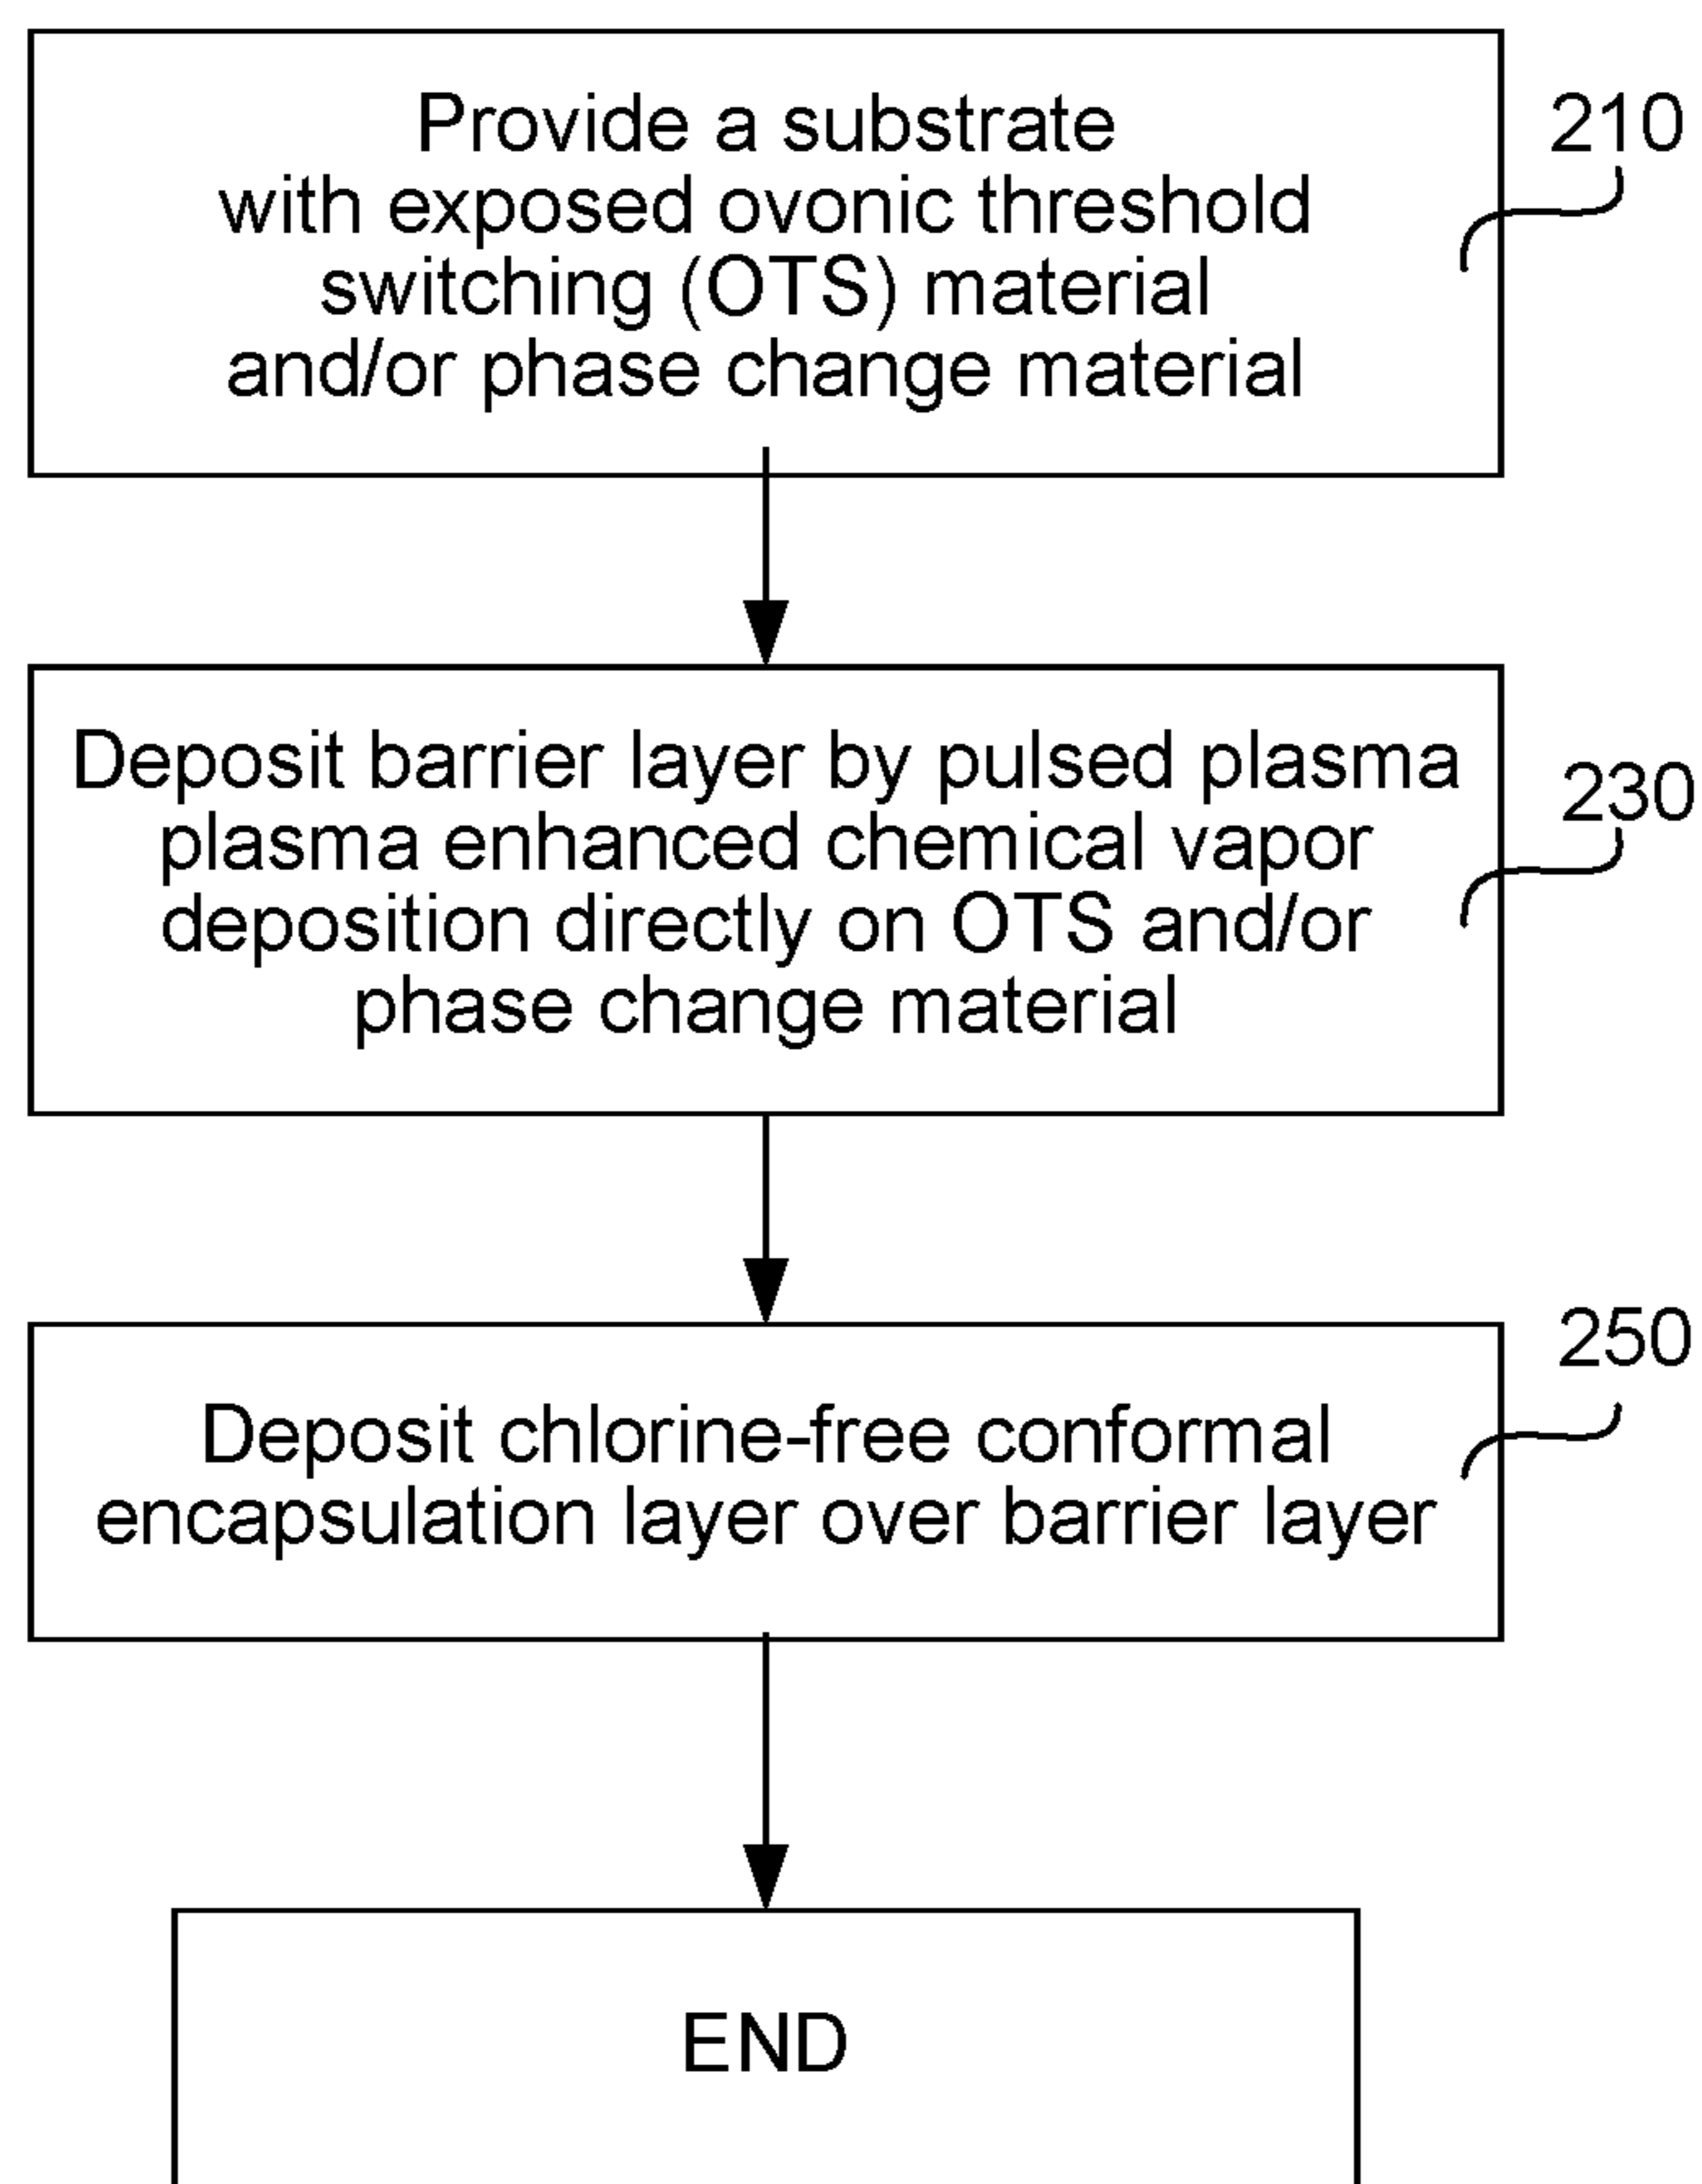 Provide a substrate
with exposed ovonic threshold
switching (OTS) material
and/or phase change material
210
Deposit barrier layer by pulsed plasma
plasma enhanced chemical vapor
deposition directly on OTS and/or
phase change material
230
Deposit chlorine-free conformal
encapsulation layer over barrier layer
250
END